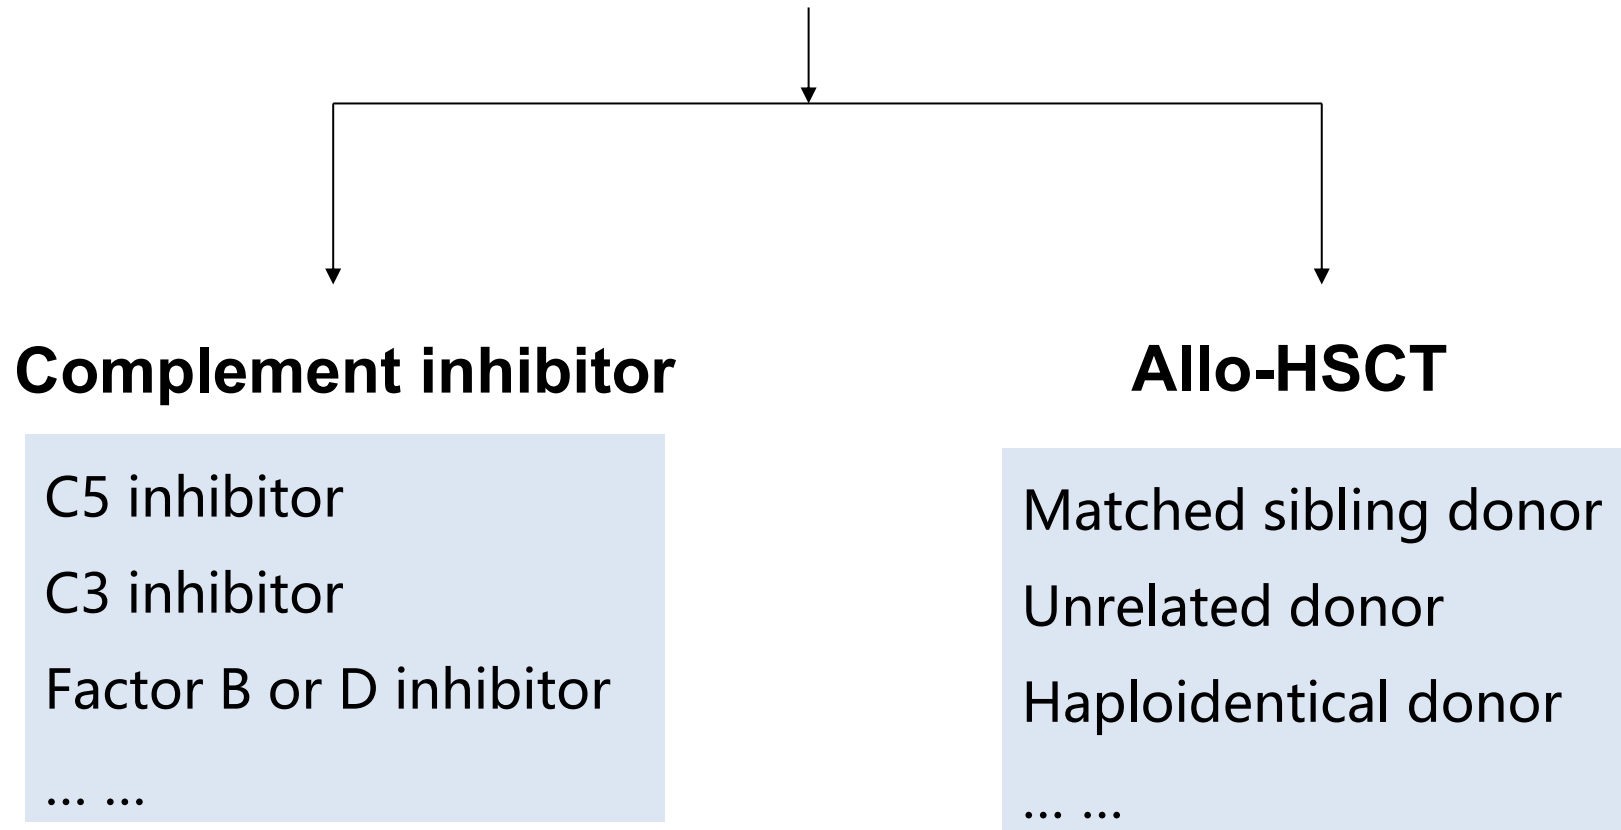 Complement inhibitor
C5 inhibitor
C3 inhibitor
Factor B or D inhibitor
... ...
Allo-HSCT
Matched sibling donor
Unrelated donor
Haploidentical donor
... ...